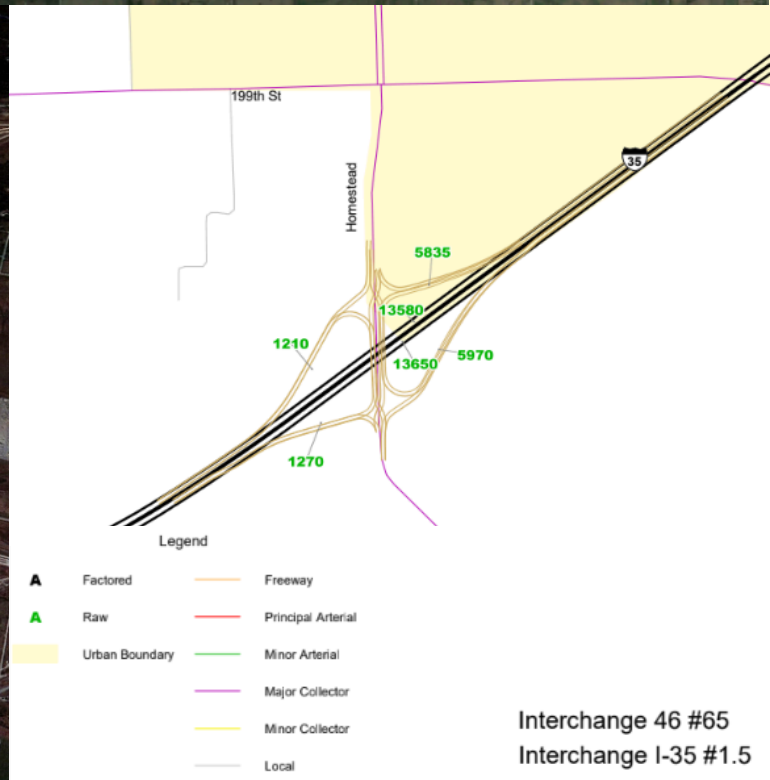 199th St
Homestead
35
5835
13580
1210
13650
5970
1270
Legend
A Factored Freeway
A Raw Principal Arterial
Urban Boundary Minor Arterial
Major Collector
Minor Collector
Local
Interchange 46 #65
Interchange I-35 #1.5